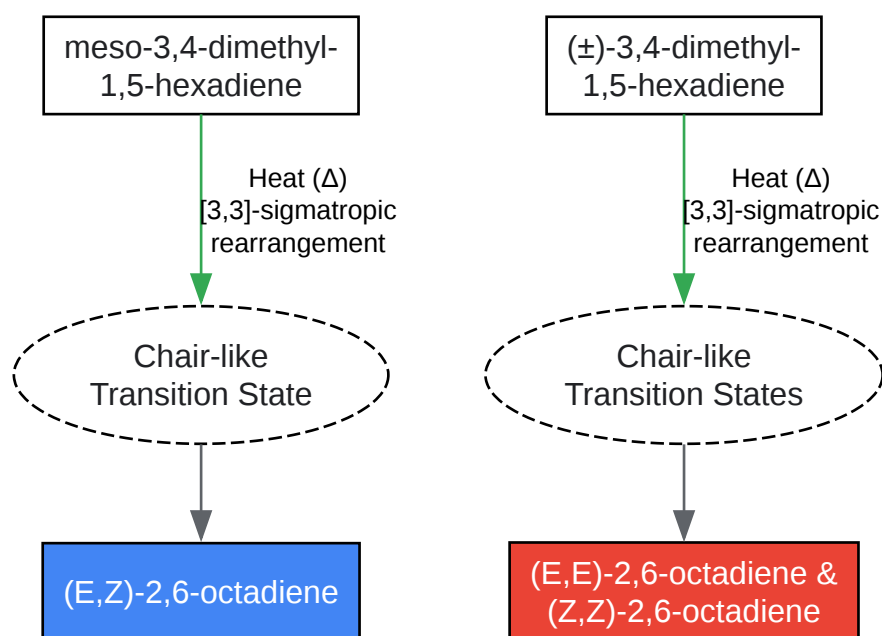 meso-3,4-dimethyl-
1,5-hexadiene
(±)-3,4-dimethyl-
1,5-hexadiene
Heat (Δ)
[3,3]-sigmatropic
rearrangement
Heat (Δ)
[3,3]-sigmatropic
rearrangement
Chair-like
Transition State
Chair-like
Transition States
(E,Z)-2,6-octadiene
(E,E)-2,6-octadiene &
(Z,Z)-2,6-octadiene